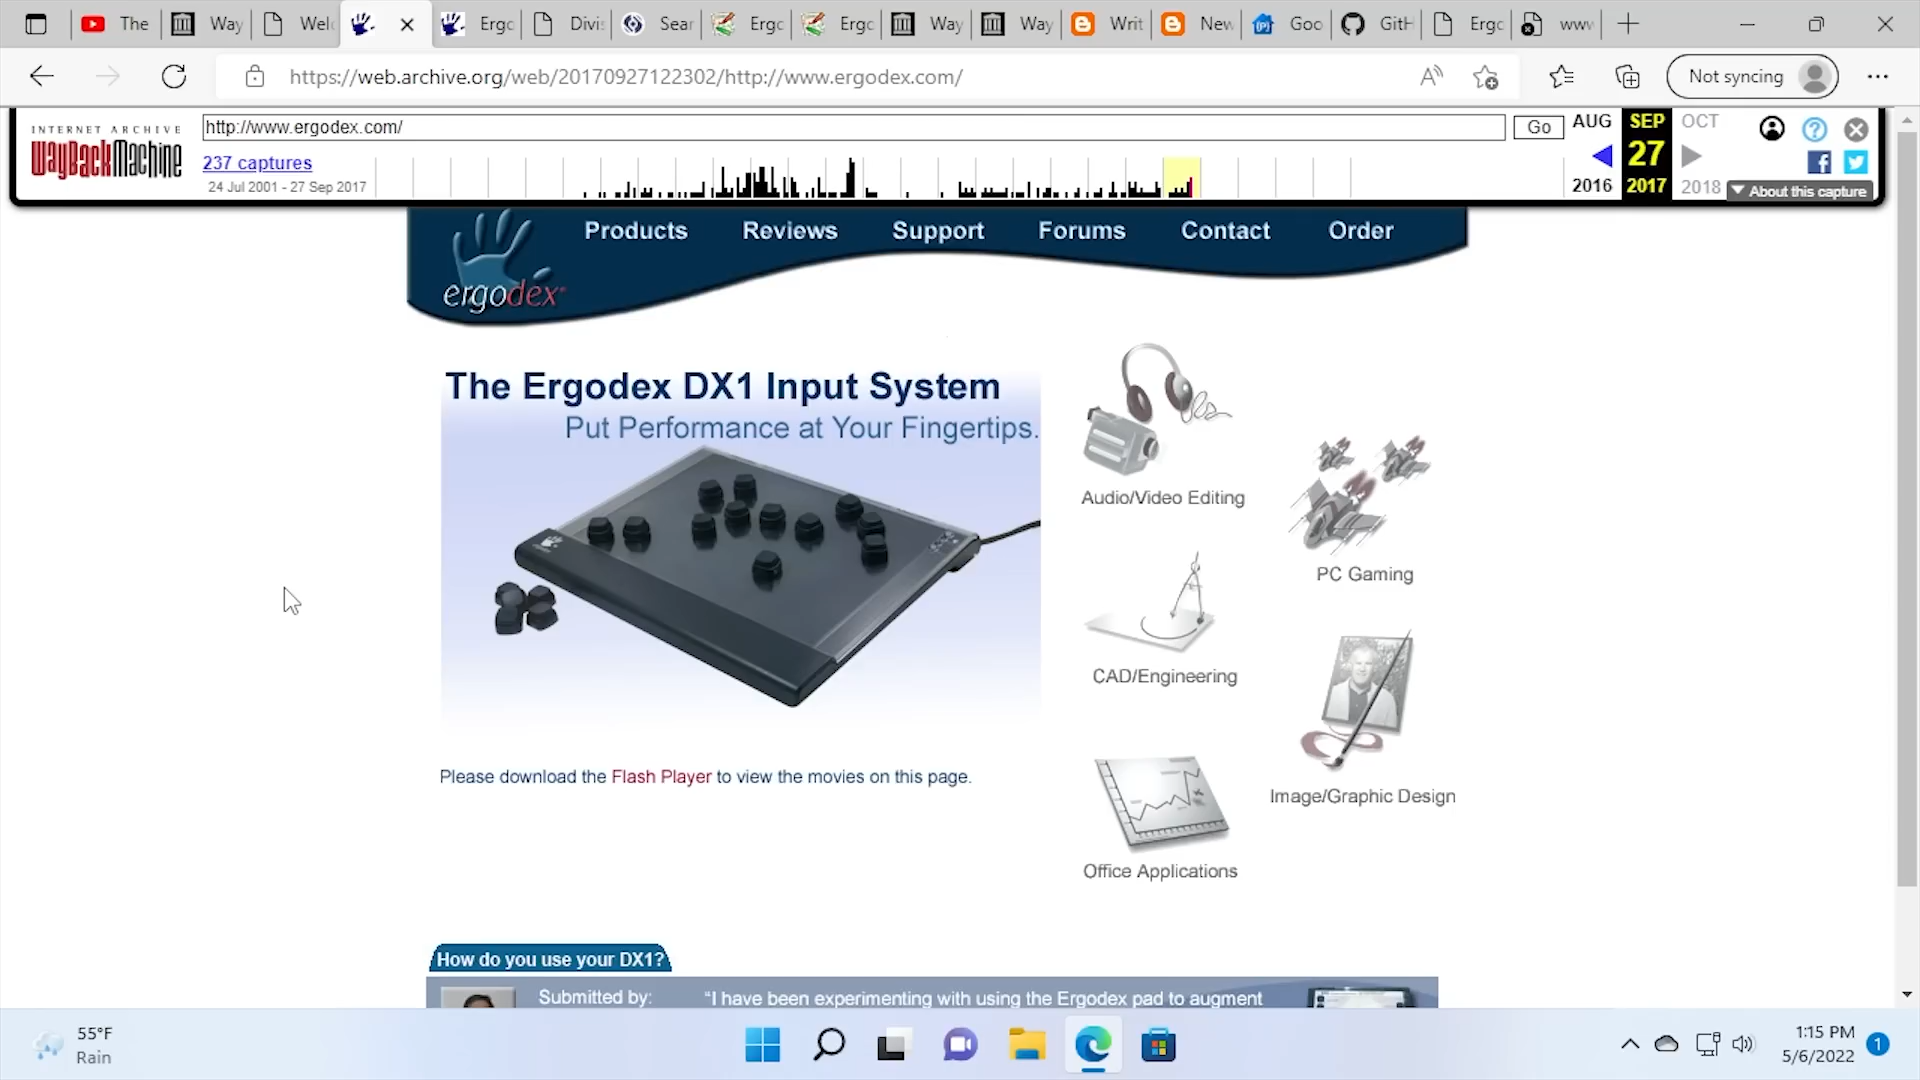 The
Way
Wel
Ergo
Divis
Sear
Ergo
Ergo
Way
Way
Writ
New
Goo
GitH
Ergo
www
https://web.archive.org/web/20170927122302/http://www.ergodex.com/
Not syncing
INTERNET ARCHIVE
WayBackMachine
http://www.ergodex.com/
Go
237 captures
24 Jul 2001 - 27 Sep 2017
AUG
SEP
OCT
27
2016
2017
2018
About this capture
ergodex
Products
Reviews
Support
Forums
Contact
Order
The Ergodex DX1 Input System
Put Performance at Your Fingertips.
Audio/Video Editing
PC Gaming
CAD/Engineering
Image/Graphic Design
Office Applications
Please download the Flash Player to view the movies on this page.
How do you use your DX1?
Submitted by:
“I have been experimenting with using the Ergodex pad to augment
55°F
Rain
1:15 PM
5/6/2022
1